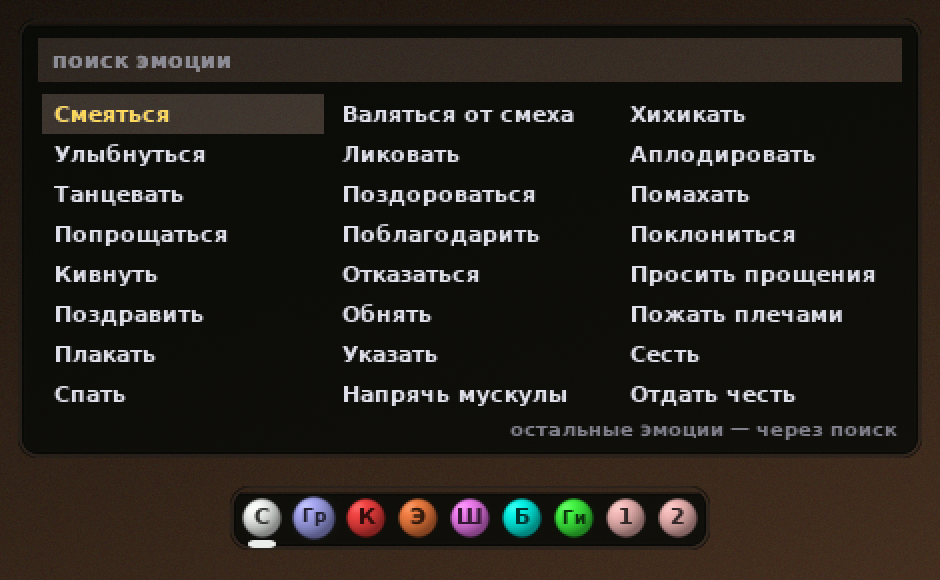 поиск эмоции
Смеяться Валяться от смеха Хихикать
Улыбнуться Ликовать Аплодировать
Танцевать Поздороваться Помахать
Попрощаться Поблагодарить Поклониться
Кивнуть Отказаться Просить прощения
Поздравить Обнять Пожать плечами
Плакать Указать Сесть
Спать Напрячь мускулы Отдать честь
остальные эмоции — через поиск
С Гр К Э Ш Б Ги 1 2